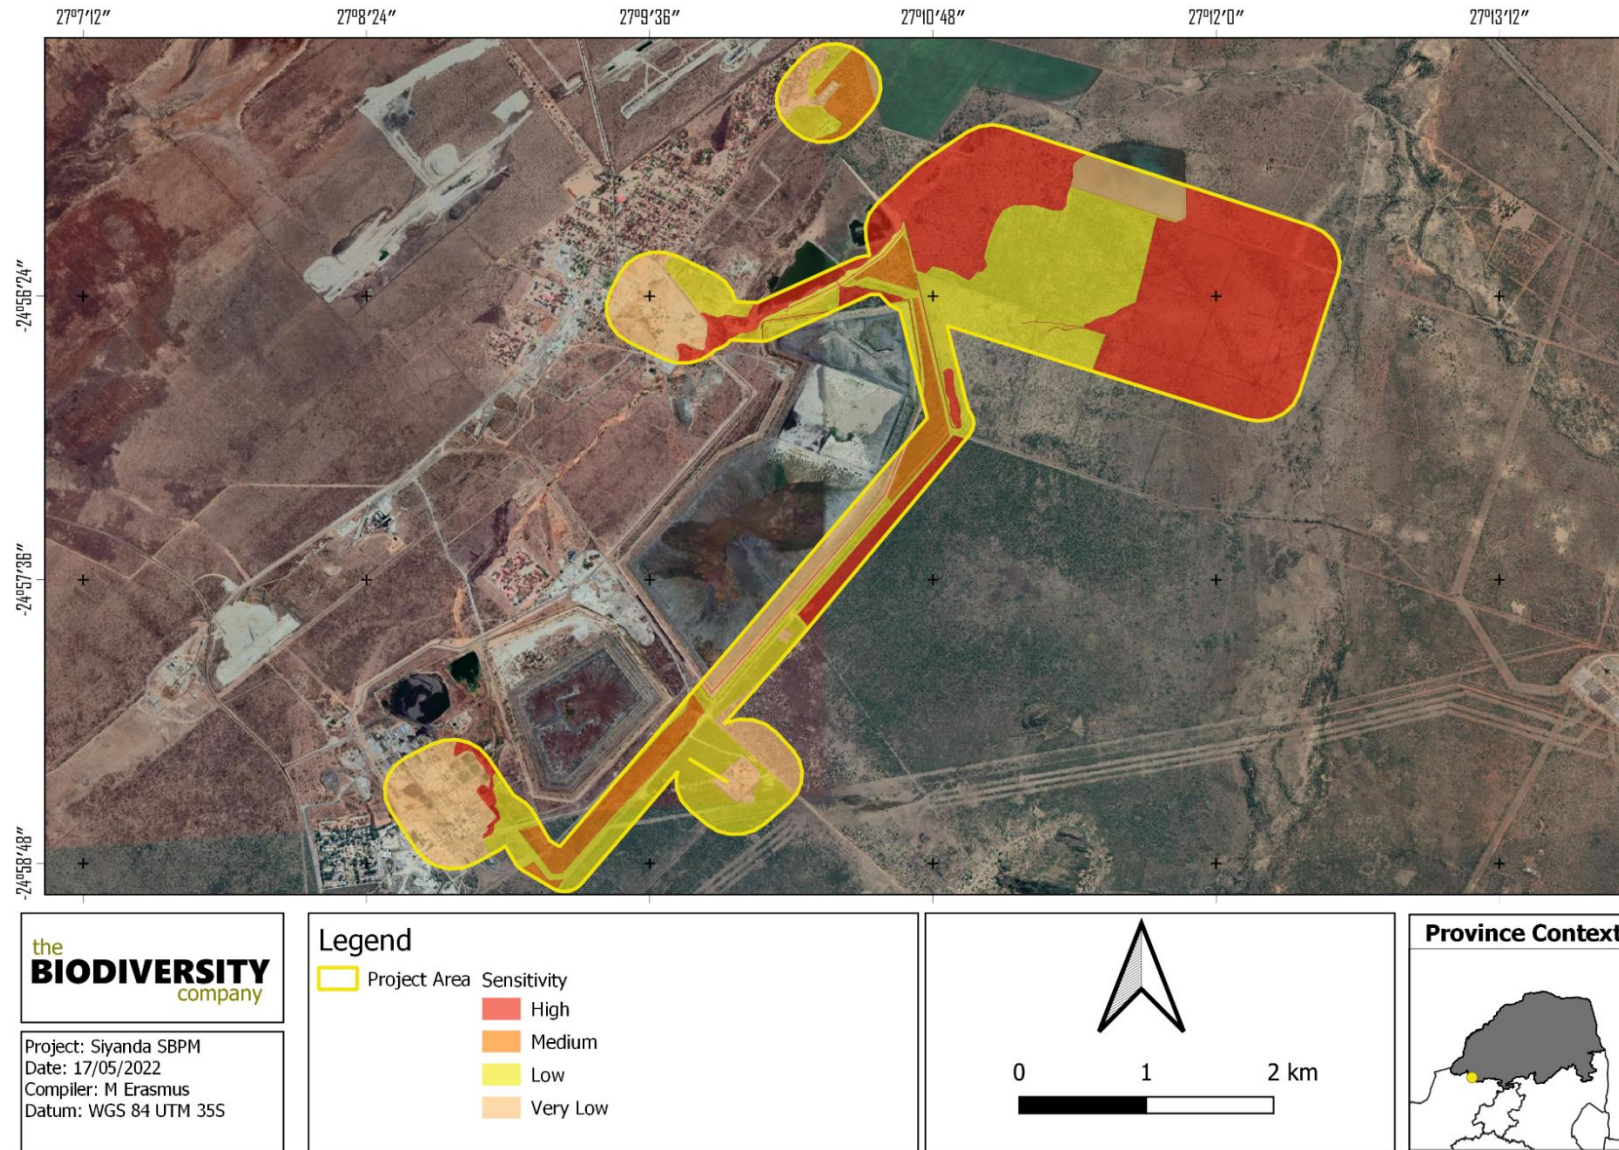 27°7'12" 27°8'24" 27°9'36" 27°10'48" 27°12'0" 27°13'12"
-24°56'24"
-24°57'36"
-24°58'48"
the
BIODIVERSITY
company
Project: Siyanda SBPM
Date: 17/05/2022
Compiler: M Erasmus
Datum: WGS 84 UTM 35S
Legend
Project Area Sensitivity
High
Medium
Low
Very Low
0 1 2 km
Province Context